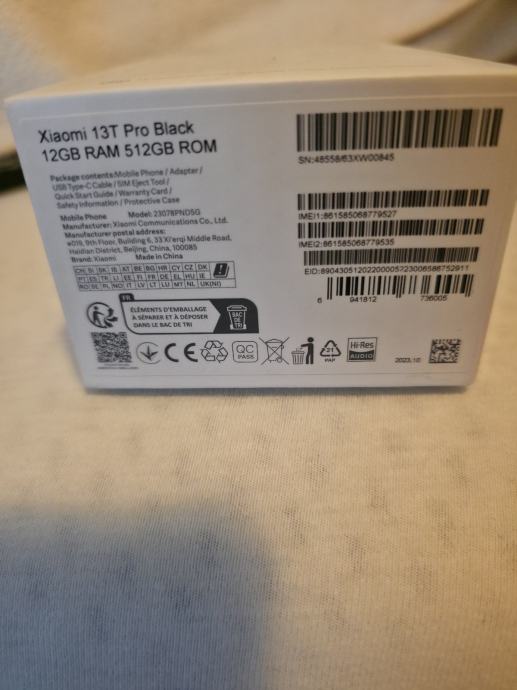 Xiaomi 13T Pro Black
12GB RAM 512GB ROM
Package contents:Mobile Phone / Adapter /
USB Type-C Cable / SIM Eject Tool /
Quick Start Guide / Warranty Card /
Safety Information / Protective Case
Mobile Phone Model: 23078PND5G
Manufacturer: Xiaomi Communications Co., Ltd.
Manufacturer postal address:
#019, 9th Floor, Building 6, 33 Xi'erqi Middle Road,
Haidian District, Beijing, China, 100085
Brand: Xiaomi Made in China
CH SI SK IS AT BE BG HR CY CZ DK
PT ES TR LI EE FI FR DE EL HU IE
RO SE PL NO IT LV LT LU MT NL UK(NI)
FR
ÉLÉMENTS D'EMBALLAGE
À SÉPARER ET À DÉPOSER
DANS LE BAC DE TRI
BAC
DE
TRI
CE
QC
PASS
21
PAP
Hi-Res
AUDIO
2023.10
SN:48558/63XW00845
IMEI1:861585068779527
IMEI2:861585068779535
6 941812 736005